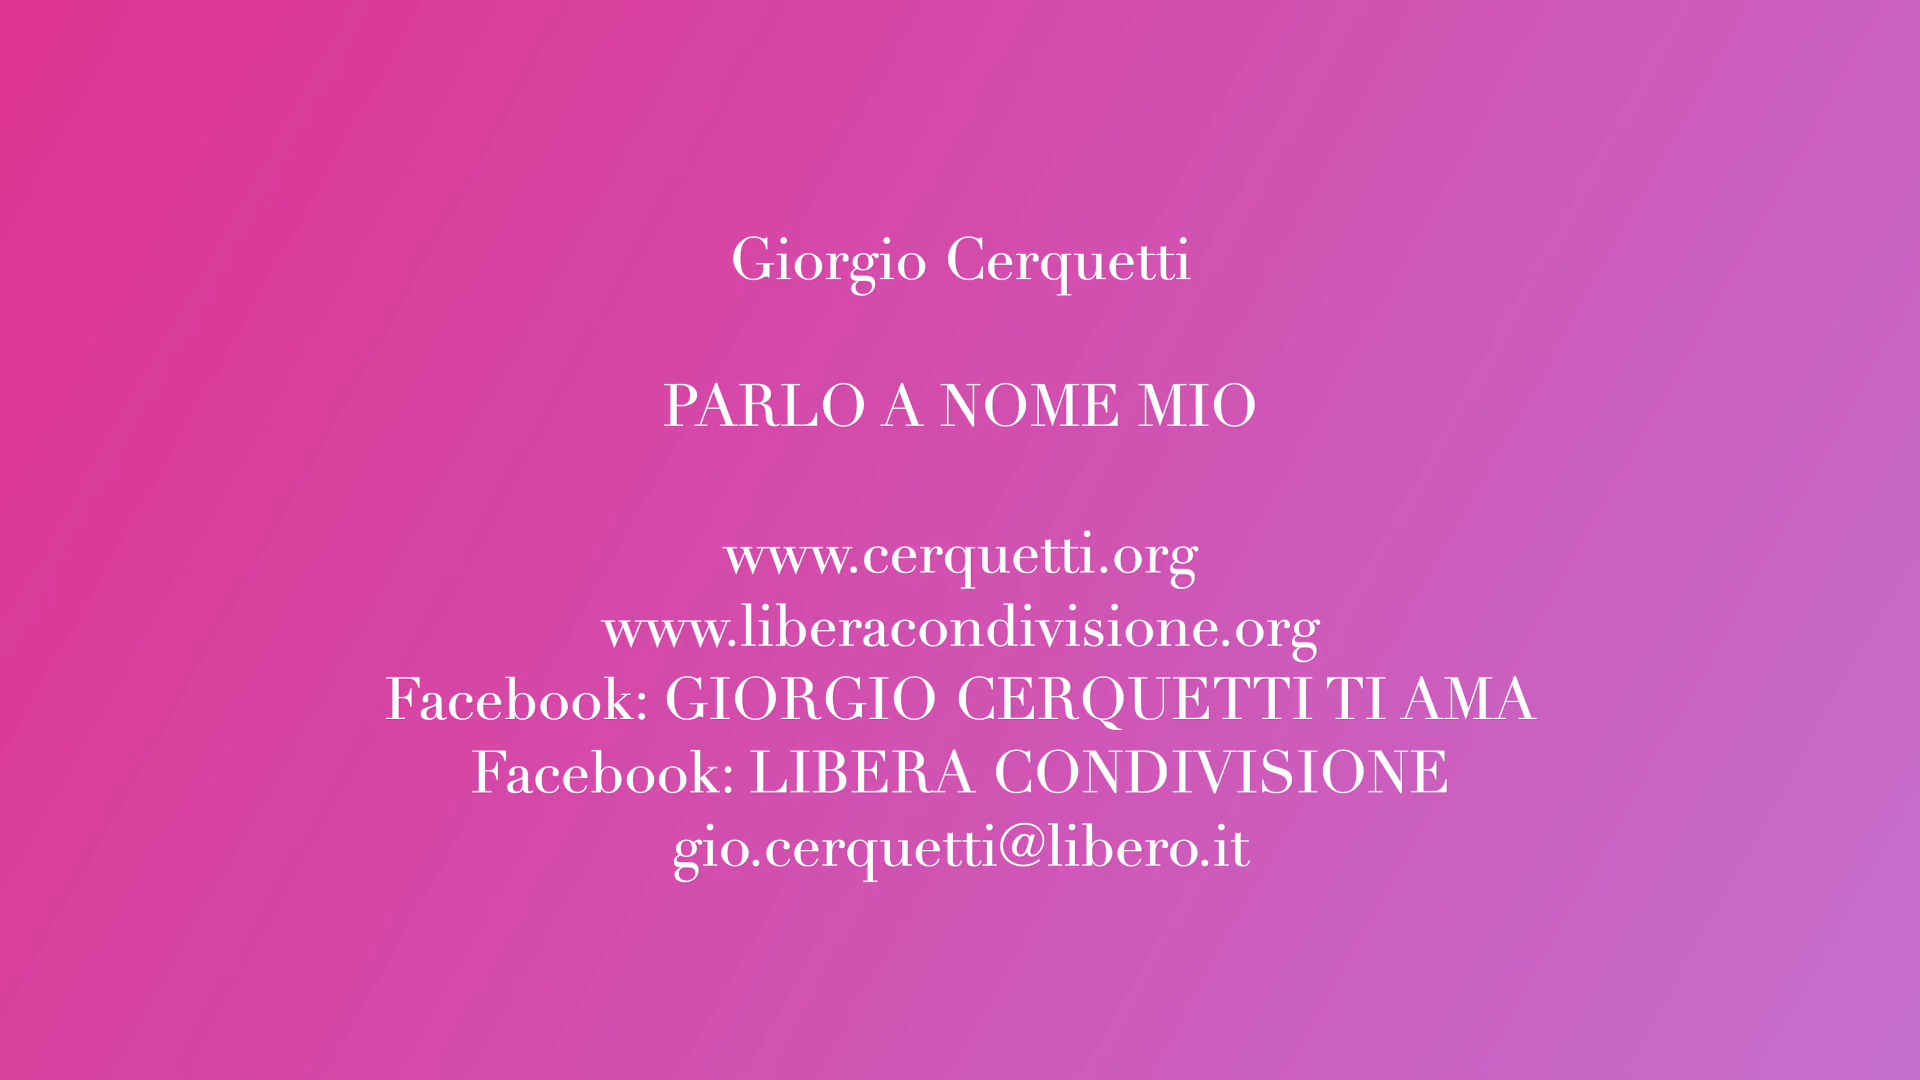 Giorgio Cerquetti
PARLO A NOME MIO
www.cerquetti.org
www.liberacondivisione.org
Facebook: GIORGIO CERQUETTI TI AMA
Facebook: LIBERA CONDIVISIONE
gio.cerquetti@libero.it